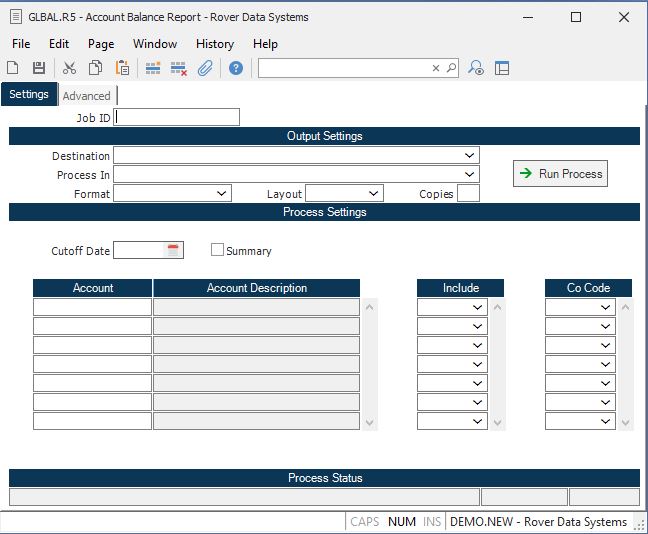 GLBAL.R5 - Account Balance Report - Rover Data Systems
File Edit Page Window History Help
Settings Advanced
Job ID
Output Settings
Destination
Process In
Run Process
Format Layout Copies
Process Settings
Cutoff Date Summary
Account Account Description Include Co Code
Process Status
CAPS NUM INS DEMO.NEW - Rover Data Systems